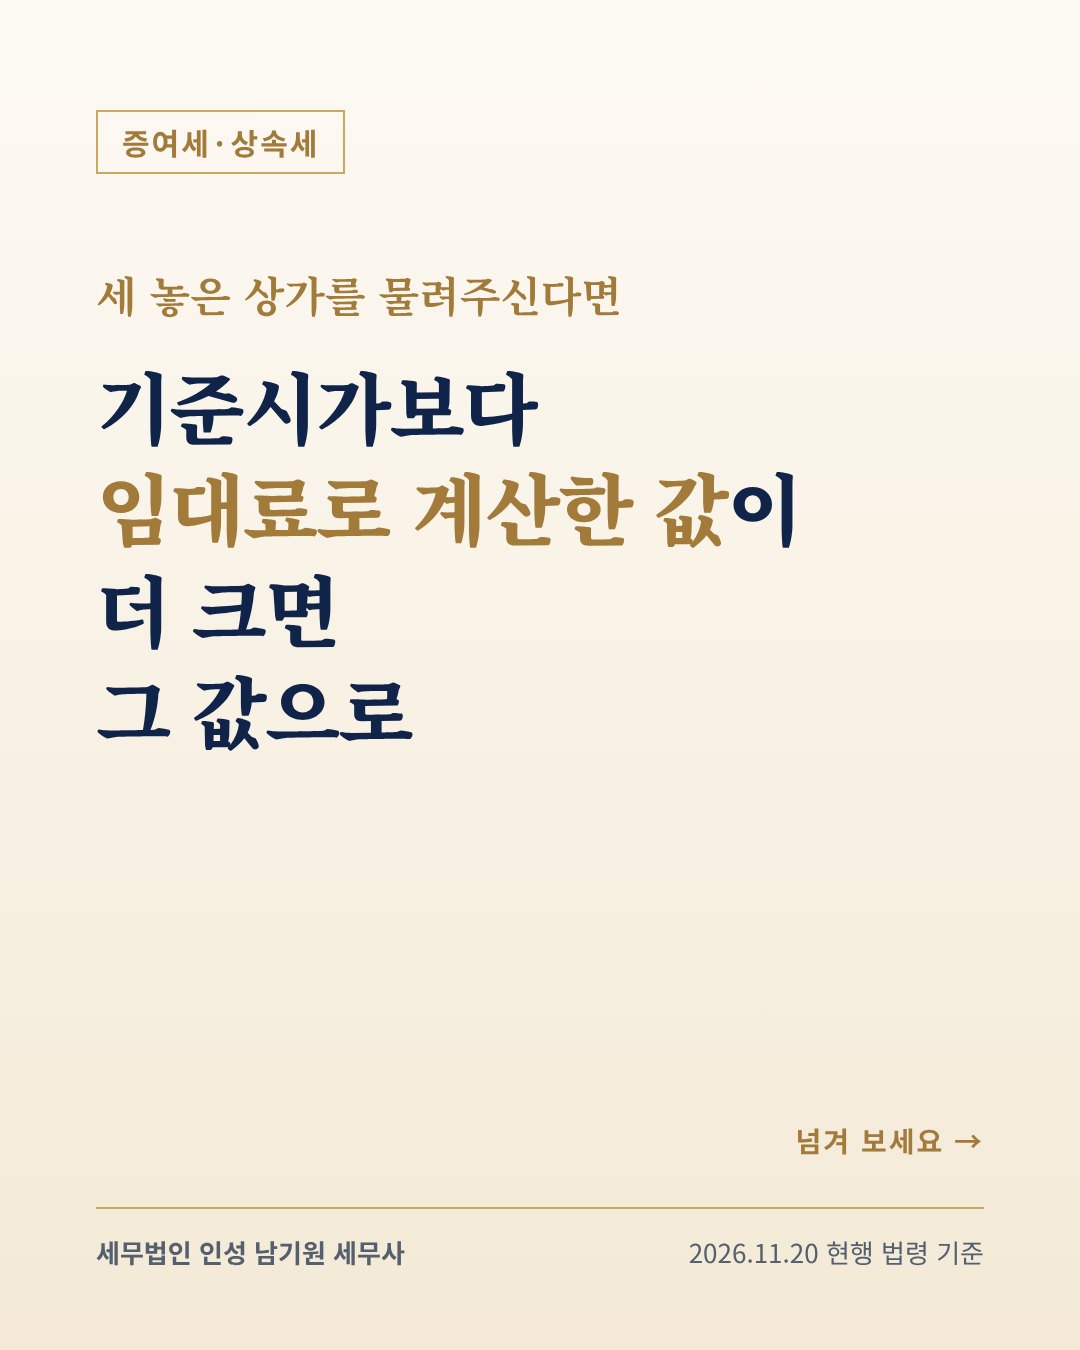 증여세·상속세
세 놓은 상가를 물려주신다면
기준시가보다
임대료로 계산한 값이
더 크면
그 값으로
넘겨 보세요 →
세무법인 인성 남기원 세무사
2026.11.20 현행 법령 기준